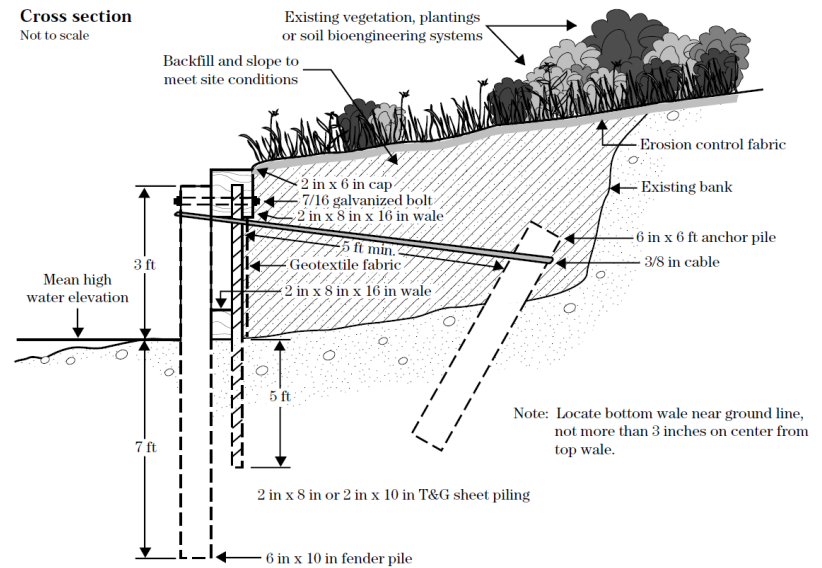 Cross section
Not to scale
Existing vegetation, plantings
or soil bioengineering systems
Backfill and slope to
meet site conditions
Erosion control fabric
Existing bank
2 in x 6 in cap
7/16 galvanized bolt
2 in x 8 in x 16 in wale
5 ft min.
6 in x 6 ft anchor pile
3/8 in cable
Geotextile fabric
3 ft
Mean high
water elevation
2 in x 8 in x 16 in wale
5 ft
7 ft
Note: Locate bottom wale near ground line,
not more than 3 inches on center from
top wale.
2 in x 8 in or 2 in x 10 in T&G sheet piling
6 in x 10 in fender pile